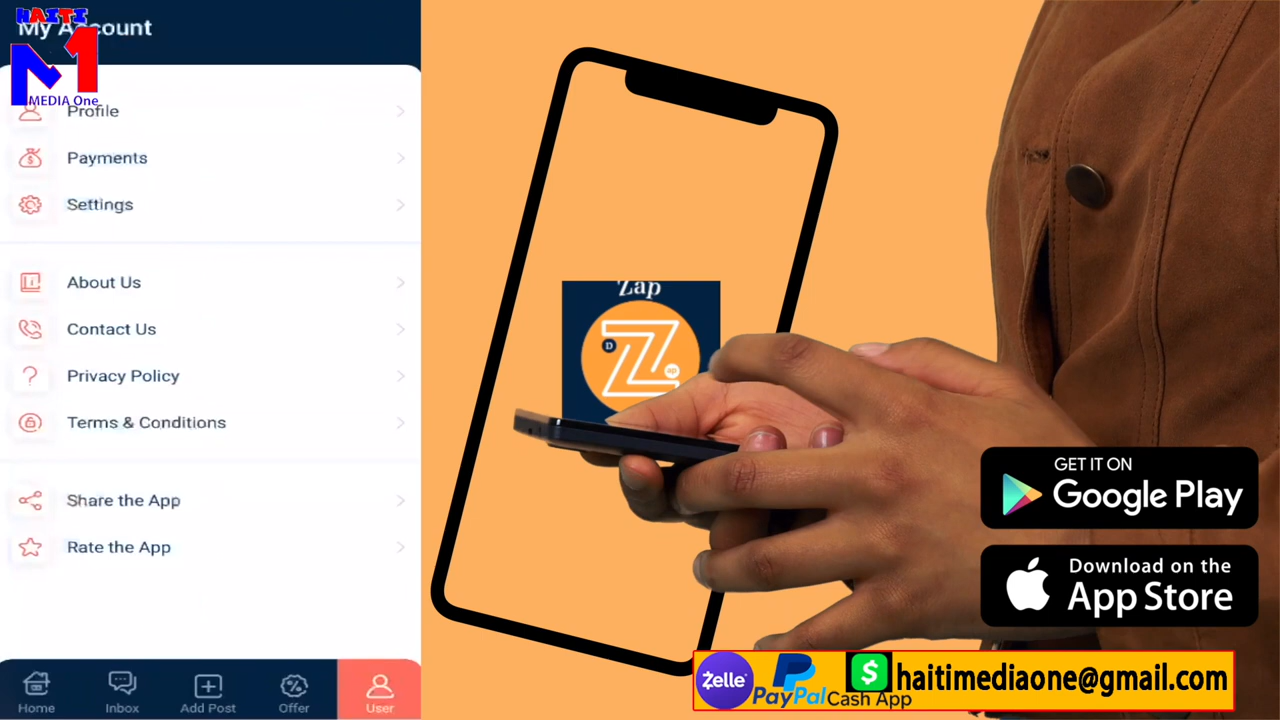 HAITI
My Account
M1
MEDIA One
Profile
Payments
Settings
About Us
Contact Us
Privacy Policy
Terms & Conditions
Share the App
Rate the App
Home
Inbox
Add Post
Offer
User
Zap
D
Z
Zap
GET IT ON
Google Play
Download on the
App Store
Zelle
PayPal
$
Cash App
haitimediaone@gmail.com